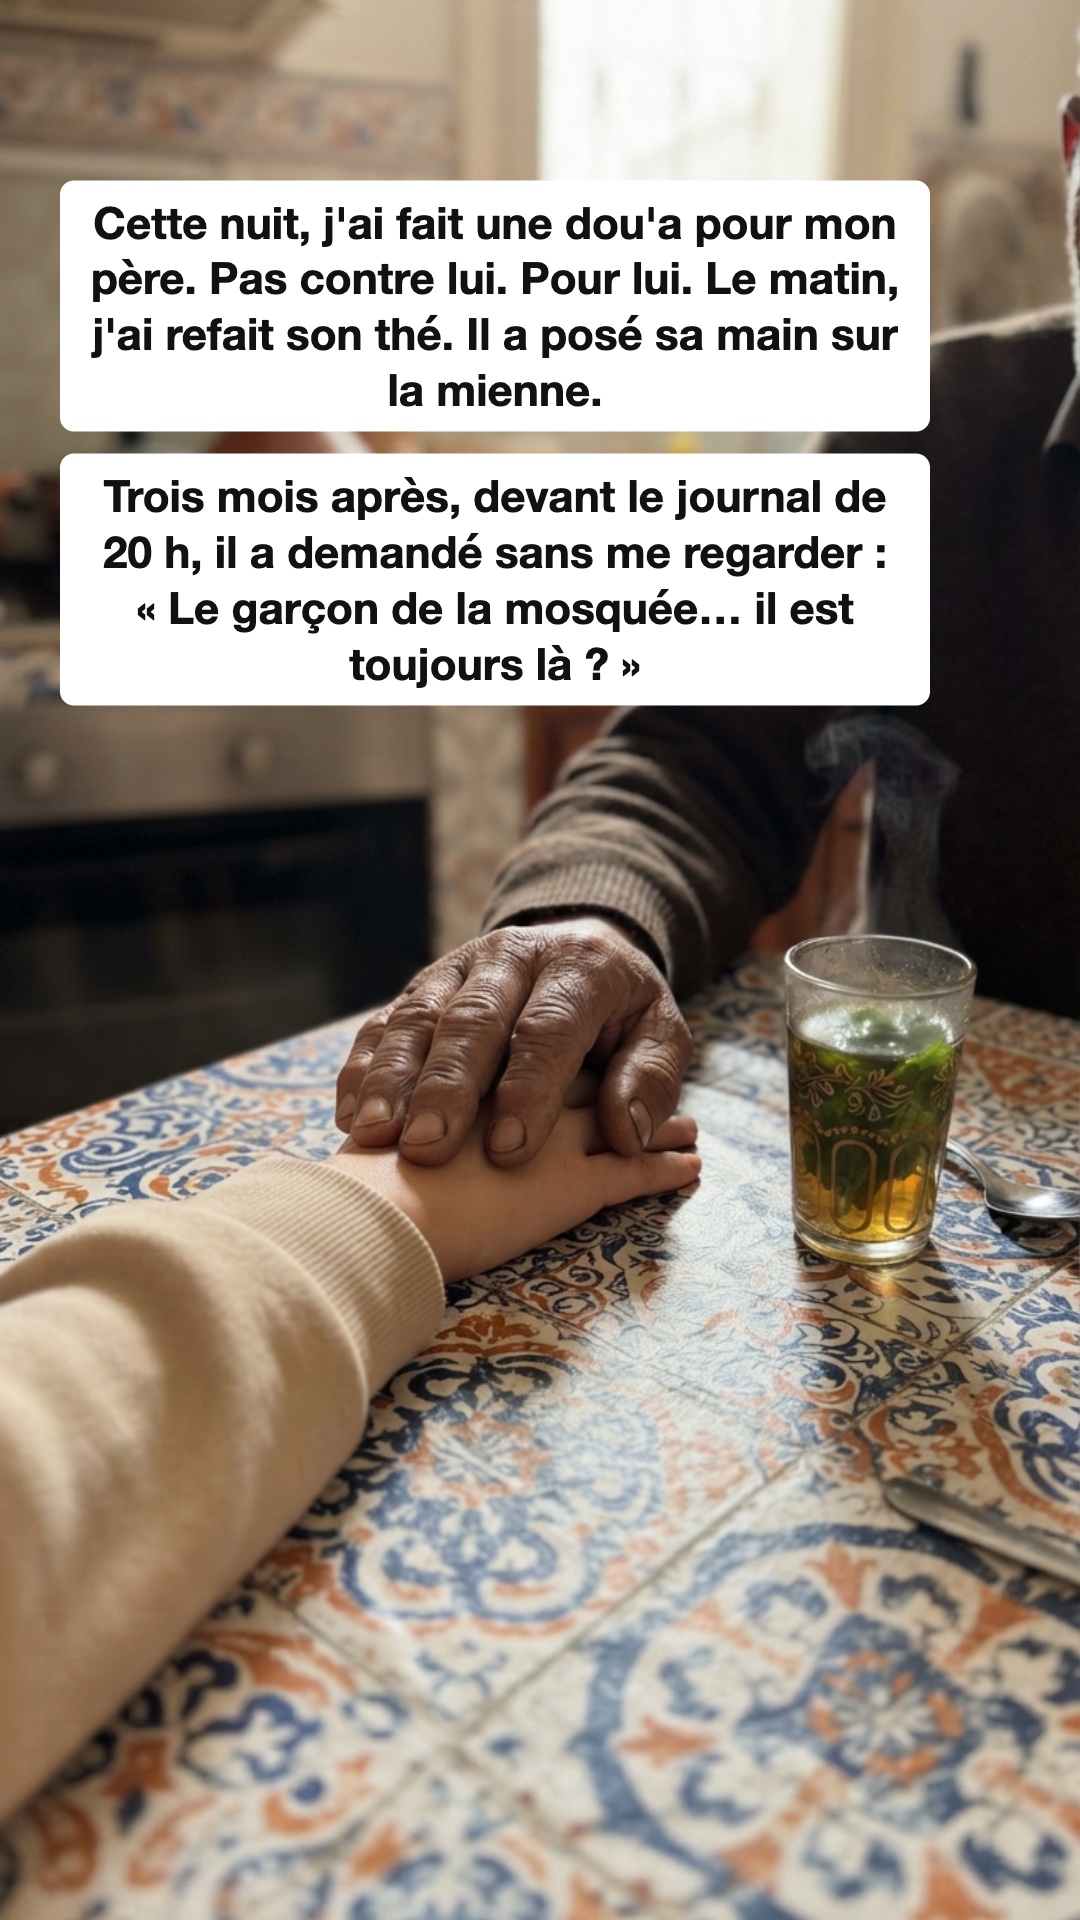 Cette nuit, j'ai fait une dou'a pour mon
père. Pas contre lui. Pour lui. Le matin,
j'ai refait son thé. Il a posé sa main sur
la mienne.
Trois mois après, devant le journal de
20 h, il a demandé sans me regarder :
« Le garçon de la mosquée… il est
toujours là ? »